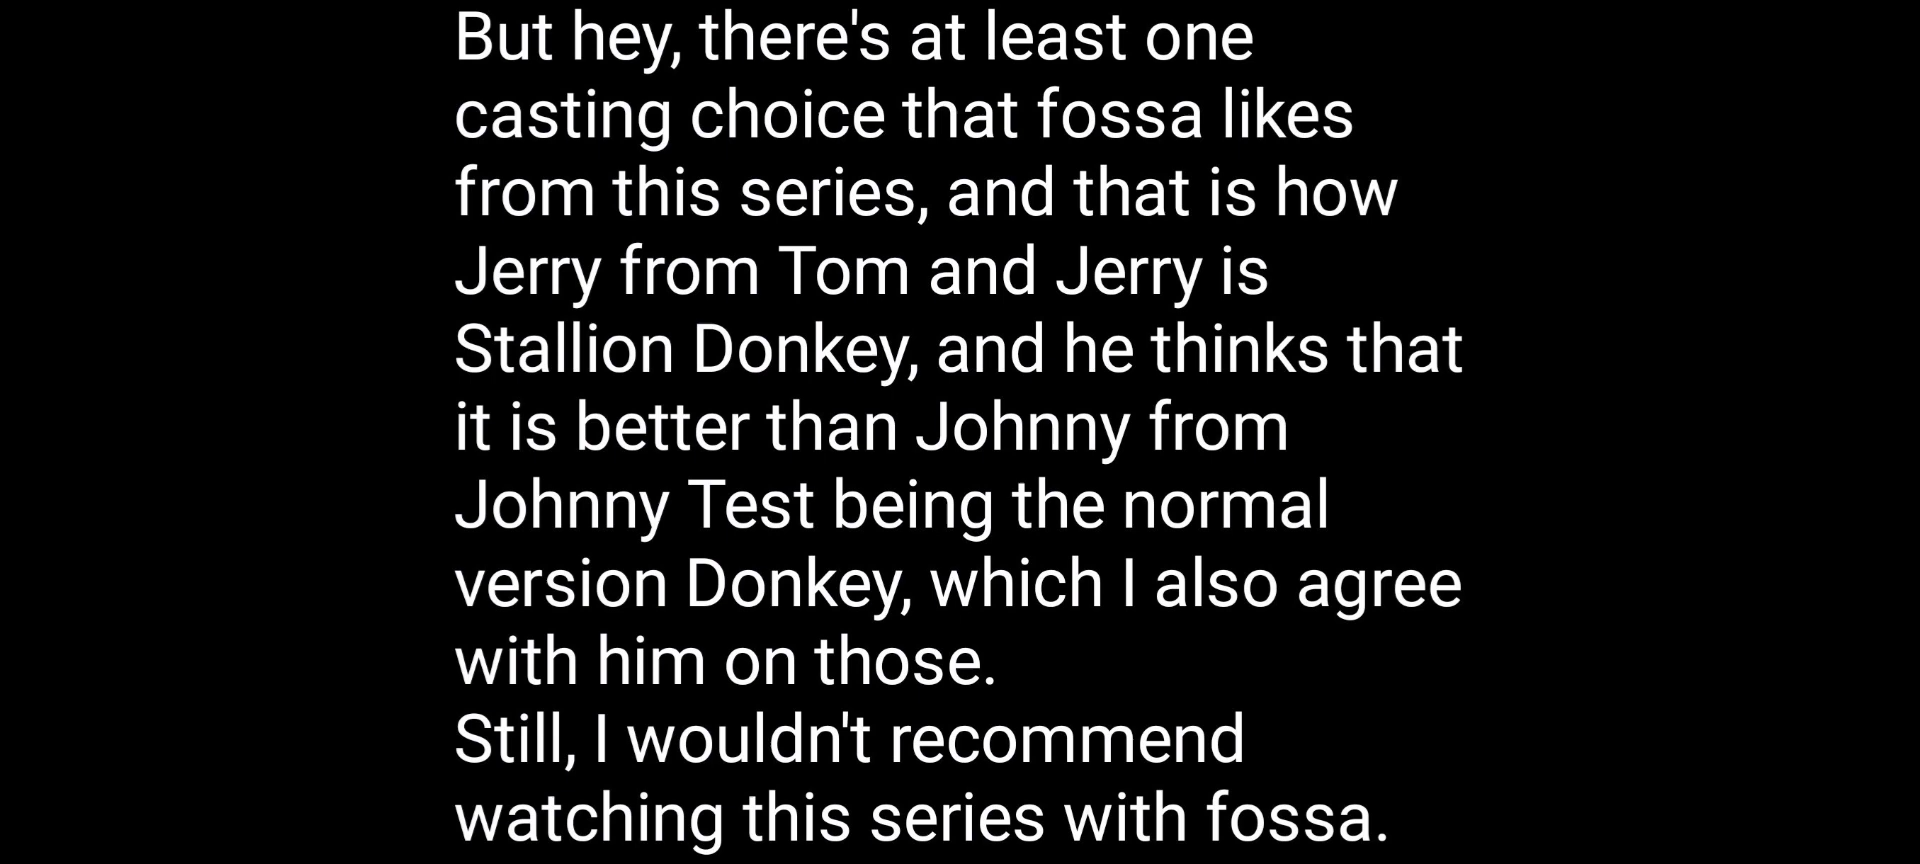 But hey, there's at least one
casting choice that fossa likes
from this series, and that is how
Jerry from Tom and Jerry is
Stallion Donkey, and he thinks that
it is better than Johnny from
Johnny Test being the normal
version Donkey, which I also agree
with him on those.
Still, I wouldn't recommend
watching this series with fossa.